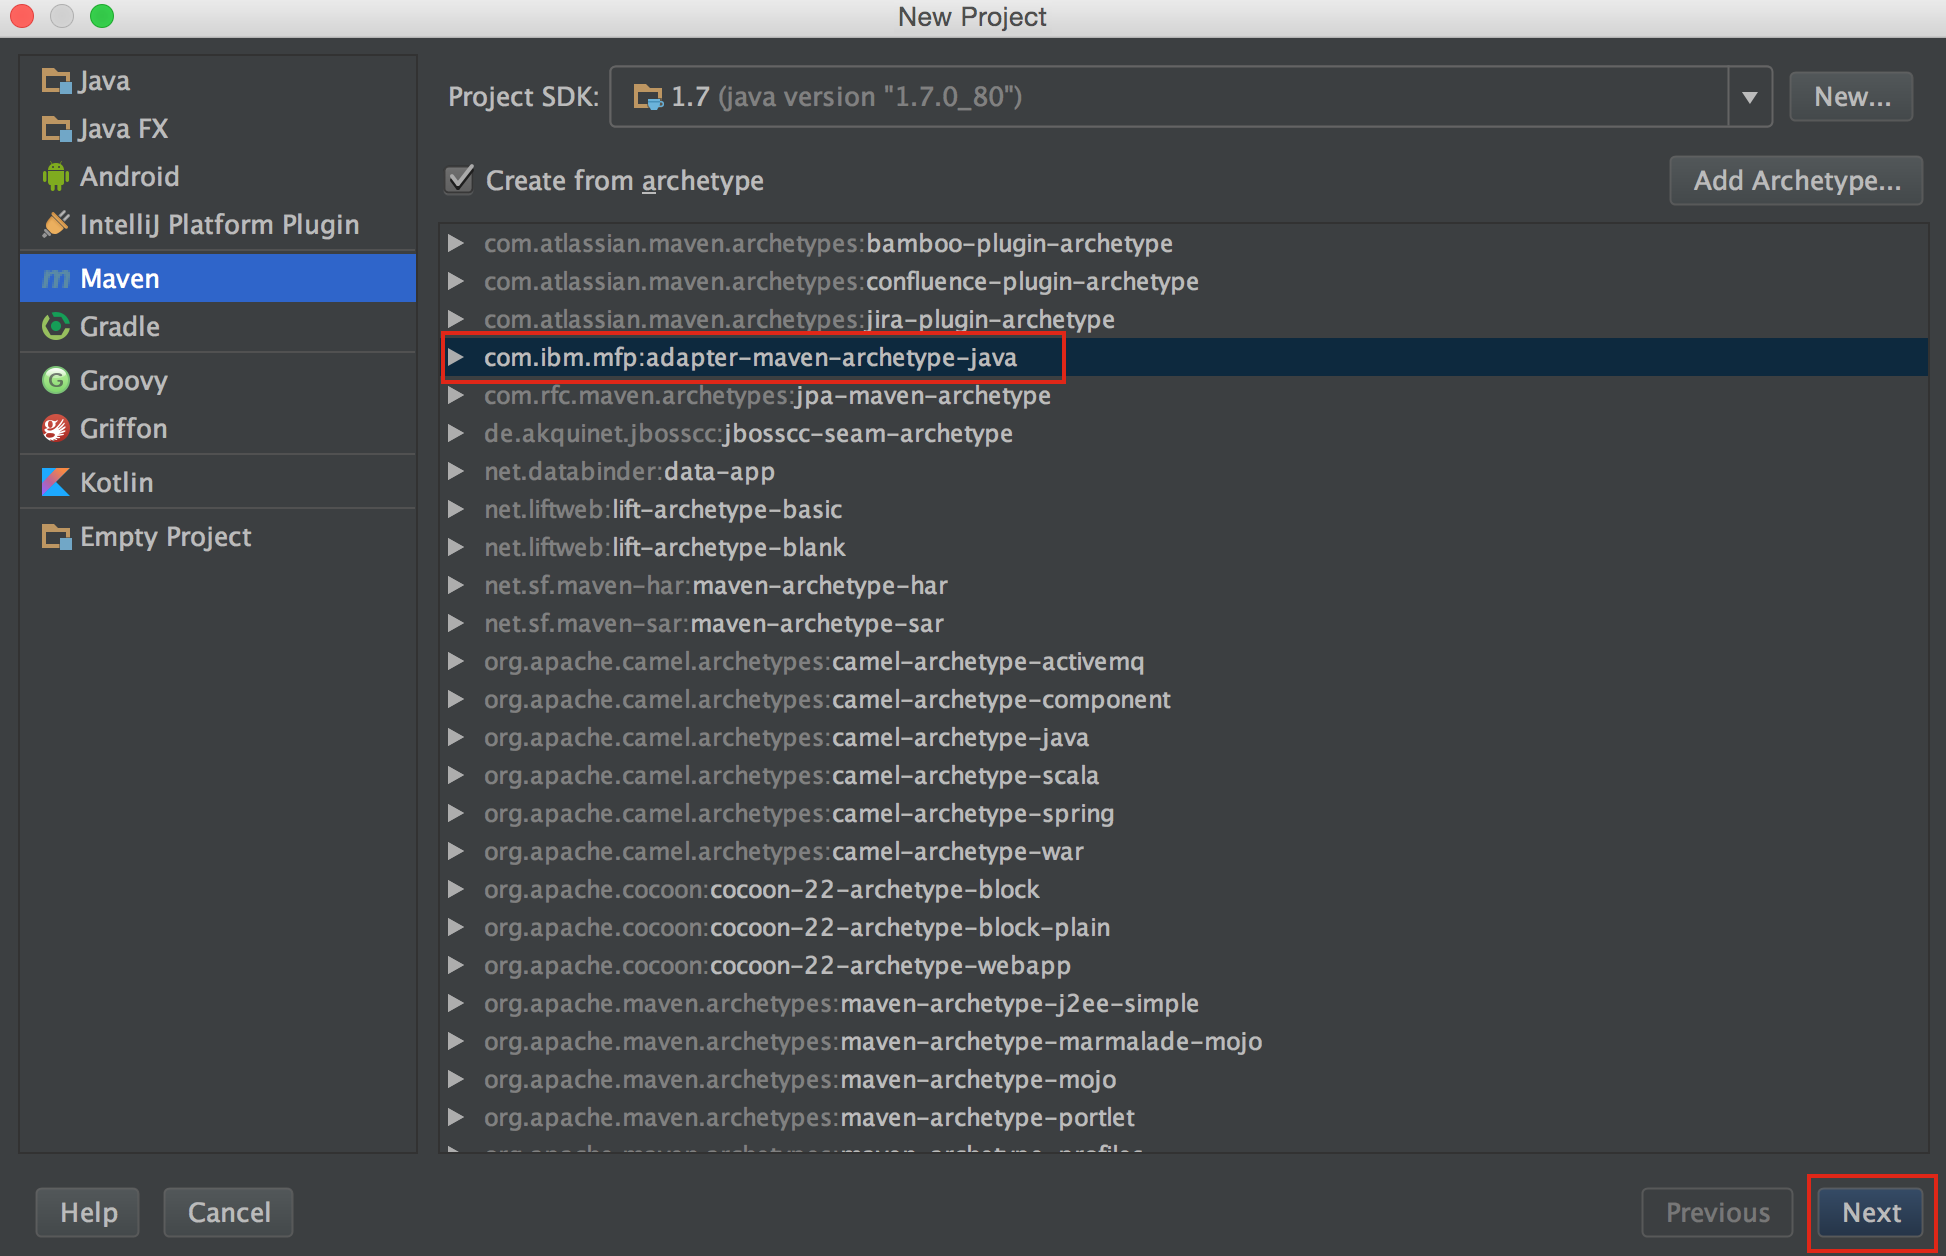 New Project
Java
Java FX
Android
IntelliJ Platform Plugin
Maven
Gradle
Groovy
Griffon
Kotlin
Empty Project
Project SDK: 1.7 (java version "1.7.0_80") New...
Create from archetype Add Archetype...
com.atlassian.maven.archetypes:bamboo-plugin-archetype
com.atlassian.maven.archetypes:confluence-plugin-archetype
com.atlassian.maven.archetypes:jira-plugin-archetype
com.ibm.mfp:adapter-maven-archetype-java
com.rfc.maven.archetypes:jpa-maven-archetype
de.akquinet.jbosscc:jbosscc-seam-archetype
net.databinder:data-app
net.liftweb:lift-archetype-basic
net.liftweb:lift-archetype-blank
net.sf.maven-har:maven-archetype-har
net.sf.maven-sar:maven-archetype-sar
org.apache.camel.archetypes:camel-archetype-activemq
org.apache.camel.archetypes:camel-archetype-component
org.apache.camel.archetypes:camel-archetype-java
org.apache.camel.archetypes:camel-archetype-scala
org.apache.camel.archetypes:camel-archetype-spring
org.apache.camel.archetypes:camel-archetype-war
org.apache.cocoon:cocoon-22-archetype-block
org.apache.cocoon:cocoon-22-archetype-block-plain
org.apache.cocoon:cocoon-22-archetype-webapp
org.apache.maven.archetypes:maven-archetype-j2ee-simple
org.apache.maven.archetypes:maven-archetype-marmalade-mojo
org.apache.maven.archetypes:maven-archetype-mojo
org.apache.maven.archetypes:maven-archetype-portlet
org.apache.maven.archetypes:maven-archetype-profiles
Help Cancel Previous Next